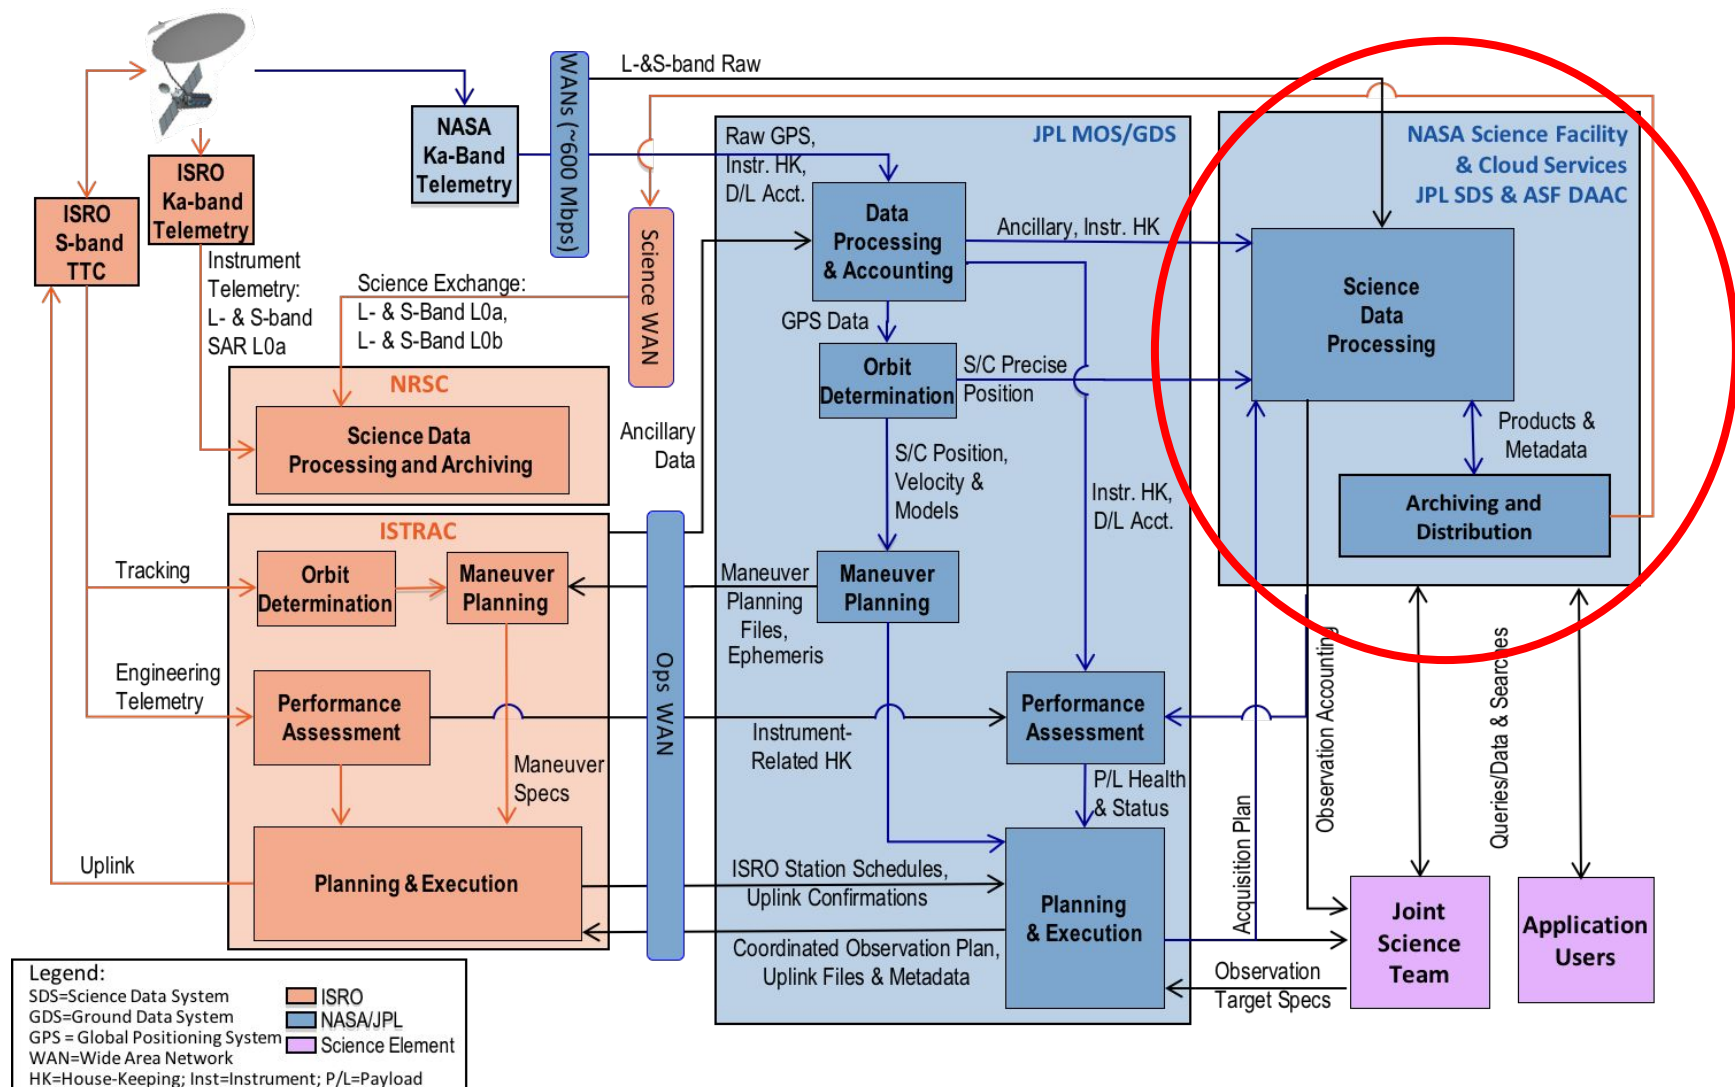 L-&S-band Raw
WANs (~600 Mbps)
NASA
Ka-Band
Telemetry
ISRO
Ka-band
Telemetry
ISRO
S-band
TTC
Instrument
Telemetry:
L- & S-band
SAR L0a
Science Exchange:
L- & S-Band L0a,
L- & S-Band L0b
Science WAN
NRSC
Science Data
Processing and Archiving
Ancillary
Data
ISTRAC
Tracking
Orbit
Determination
Maneuver
Planning
Engineering
Telemetry
Performance
Assessment
Maneuver
Specs
Uplink
Planning & Execution
Ops WAN
JPL MOS/GDS
Raw GPS,
Instr. HK,
D/L Acct.
Data
Processing
& Accounting
Ancillary, Instr. HK
GPS Data
Orbit
Determination
S/C Precise
Position
S/C Position,
Velocity &
Models
Instr. HK,
D/L Acct.
Maneuver
Planning
Files,
Ephemeris
Maneuver
Planning
Instrument-
Related HK
Performance
Assessment
P/L Health
& Status
ISRO Station Schedules,
Uplink Confirmations
Coordinated Observation Plan,
Uplink Files & Metadata
Planning
& Execution
NASA Science Facility
& Cloud Services
JPL SDS & ASF DAAC
Science
Data
Processing
Products &
Metadata
Archiving and
Distribution
Acquisition Plan
Observation Accounting
Queries/Data & Searches
Observation
Target Specs
Joint
Science
Team
Application
Users
Legend:
SDS=Science Data System
GDS=Ground Data System
GPS = Global Positioning System
WAN=Wide Area Network
HK=House-Keeping; Inst=Instrument; P/L=Payload
ISRO
NASA/JPL
Science Element